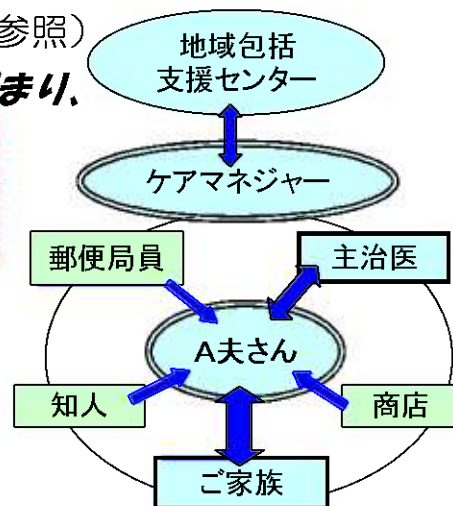 参照）
まり、
地域包括
支援センター
ケアマネジャー
郵便局員
主治医
A夫さん
知人
商店
ご家族